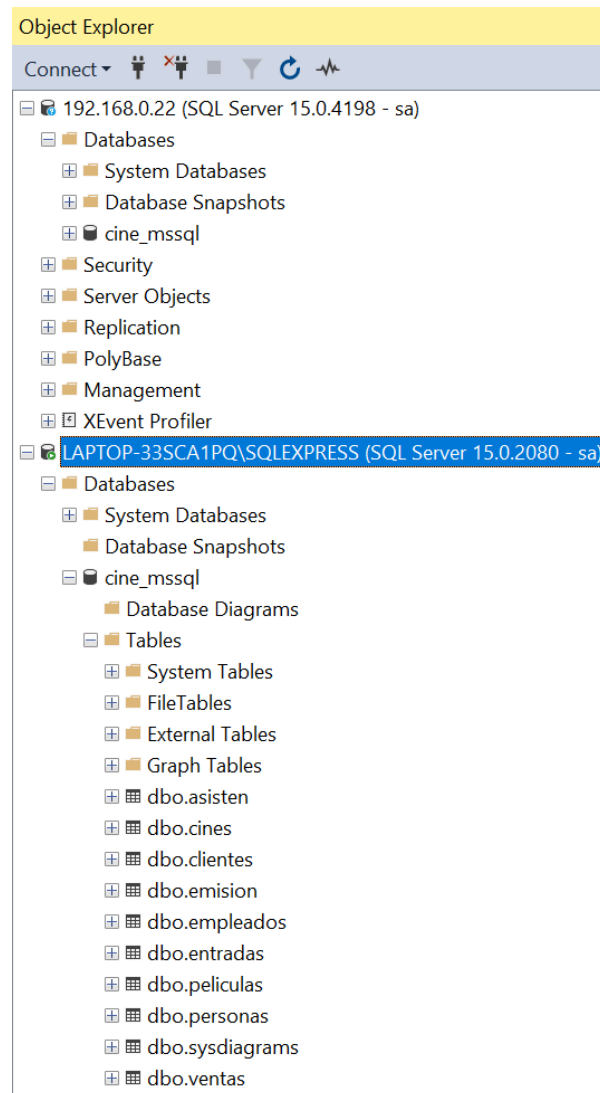 Object Explorer
Connect
192.168.0.22 (SQL Server 15.0.4198 - sa)
Databases
System Databases
Database Snapshots
cine_mssql
Security
Server Objects
Replication
PolyBase
Management
XEvent Profiler
LAPTOP-33SCA1PQ\SQLEXPRESS (SQL Server 15.0.2080 - sa)
Databases
System Databases
Database Snapshots
cine_mssql
Database Diagrams
Tables
System Tables
FileTables
External Tables
Graph Tables
dbo.asisten
dbo.cines
dbo.clientes
dbo.emision
dbo.empleados
dbo.entradas
dbo.peliculas
dbo.personas
dbo.sysdiagrams
dbo.ventas